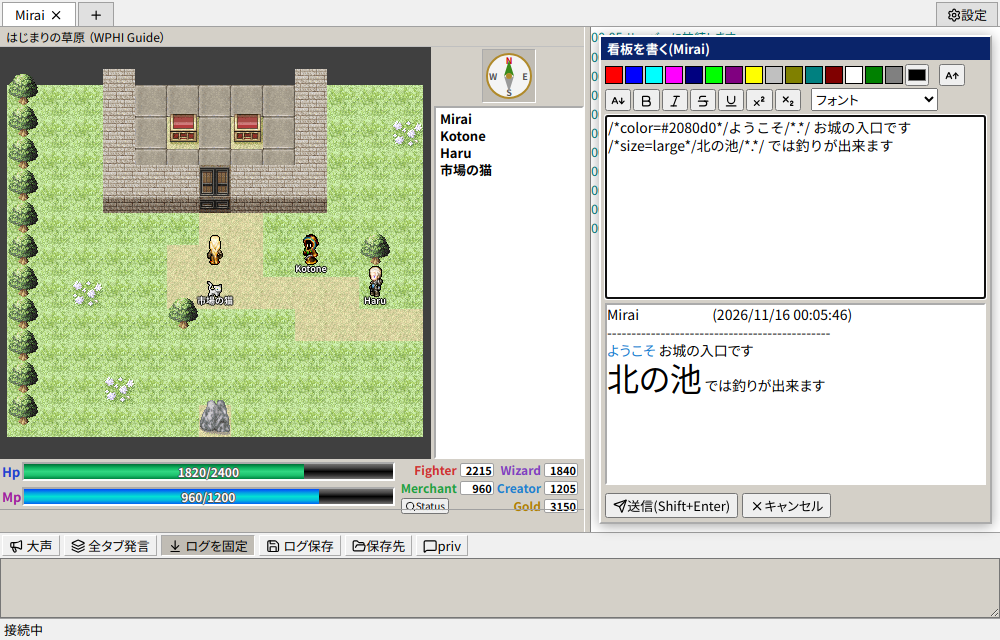 Mirai ×
+
設定
はじまりの草原 (WPHI Guide)
N
W E
S
Mirai
Kotone
Haru
市場の猫
Kotone
市場の猫
Haru
Hp 1820/2400
Mp 960/1200
Fighter 2215 Wizard 1840
Merchant 960 Creator 1205
Status Gold 3150
看板を書く(Mirai)
A↑
A↓ B I S U x² x₂ フォント
/*color=#2080d0*/ようこそ/*.*/ お城の入口です
/*size=large*/北の池/*.*/ では釣りが出来ます
Mirai (2026/11/16 00:05:46)
----------------------------------------------
ようこそ お城の入口です
北の池 では釣りが出来ます
送信(Shift+Enter) ×キャンセル
大声 全タブ発言 ログを固定 ログ保存 保存先 priv
接続中